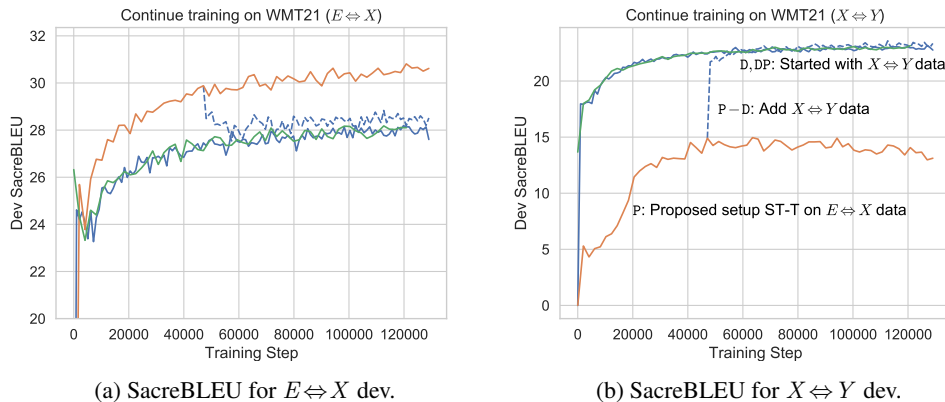 Continue training on WMT21 (E⇔X)
32
30
28
26
24
22
20
Dev SacreBLEU
0 20000 40000 60000 80000 100000 120000
Training Step
(a) SacreBLEU for E⇔X dev.
Continue training on WMT21 (X⇔Y)
20
15
10
5
0
Dev SacreBLEU
D,DP: Started with X⇔Y data
P−D: Add X⇔Y data
P: Proposed setup ST-T on E⇔X data
0 20000 40000 60000 80000 100000 120000
Training Step
(b) SacreBLEU for X⇔Y dev.